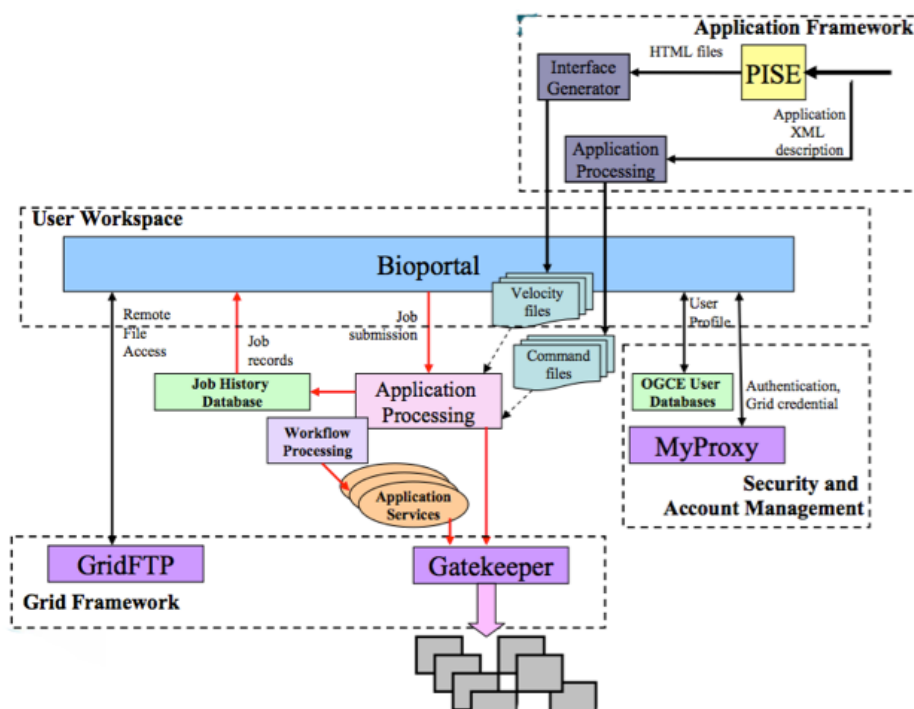 Application Framework
HTML files
Interface
Generator
PISE
Application
XML
description
Application
Processing
User Workspace
Bioportal
Velocity
files
Remote
File
Access
Job
records
Job
submission
User
Profile
Command
files
Job History
Database
Application
Processing
OGCE User
Databases
Authentication,
Grid credential
Workflow
Processing
MyProxy
Application
Services
Security and
Account Management
GridFTP
Gatekeeper
Grid Framework